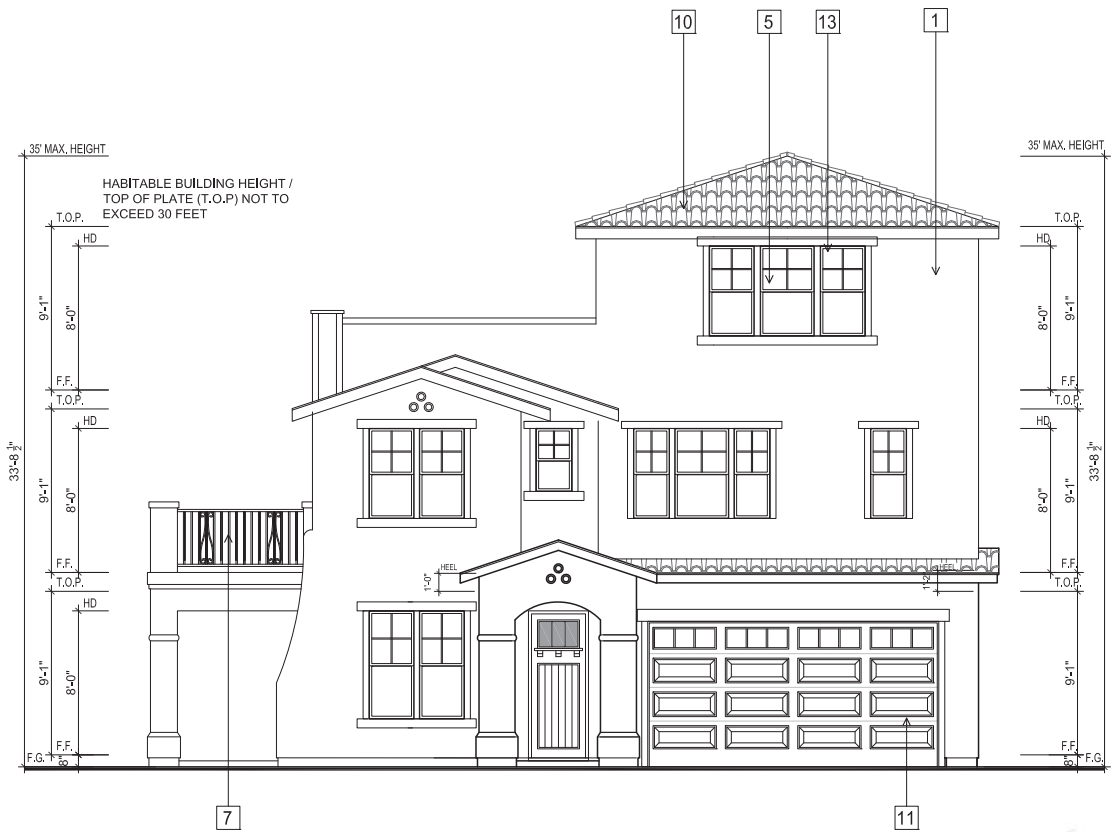 10
5
13
1
35' MAX. HEIGHT
35' MAX. HEIGHT
HABITABLE BUILDING HEIGHT /
TOP OF PLATE (T.O.P) NOT TO
EXCEED 30 FEET
T.O.P.
HD
T.O.P.
HD
9'-1"
8'-0"
8'-0"
9'-1"
F.F.
T.O.P.
HD
F.F.
T.O.P.
HD
33'-8 1/2"
9'-1"
8'-0"
8'-0"
9'-1"
33'-8 1/2"
F.F.
T.O.P.
HD
HEEL
1'-0"
HEEL
1'-2"
F.F.
T.O.P.
9'-1"
8'-0"
9'-1"
F.F.
F.G.
8"
F.F.
F.G.
8"
7
11